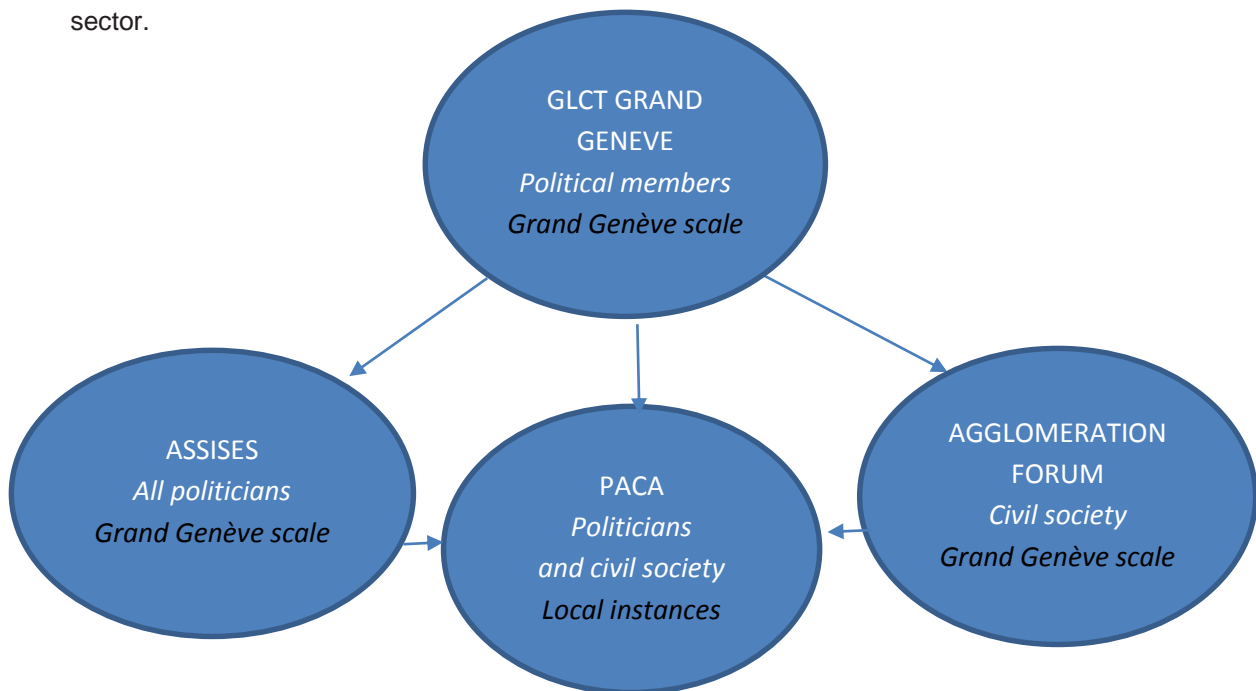 sector.
GLCT GRAND
GENEVE
Political members
Grand Genève scale
ASSISES
All politicians
Grand Genève scale
PACA
Politicians
and civil society
Local instances
AGGLOMERATION
FORUM
Civil society
Grand Genève scale